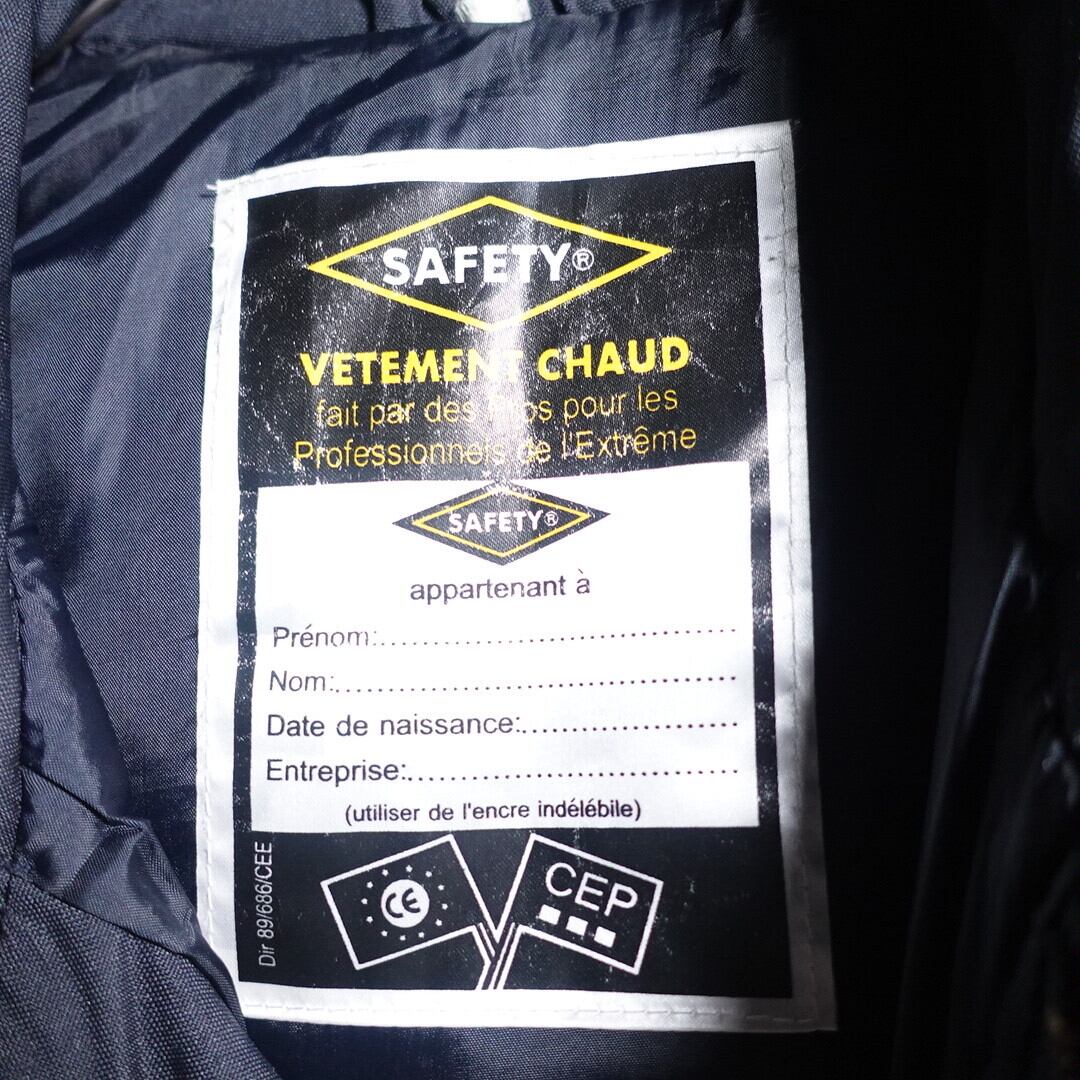 SAFETY®
VETEMENT CHAUD
fait par des Pros pour les
Professionnels de l'Extrême
SAFETY®
appartenant à
Prénom:
Nom:
Date de naissance:
Entreprise:
(utiliser de l'encre indélébile)
Dir 89/686/CEE
CE
CEP